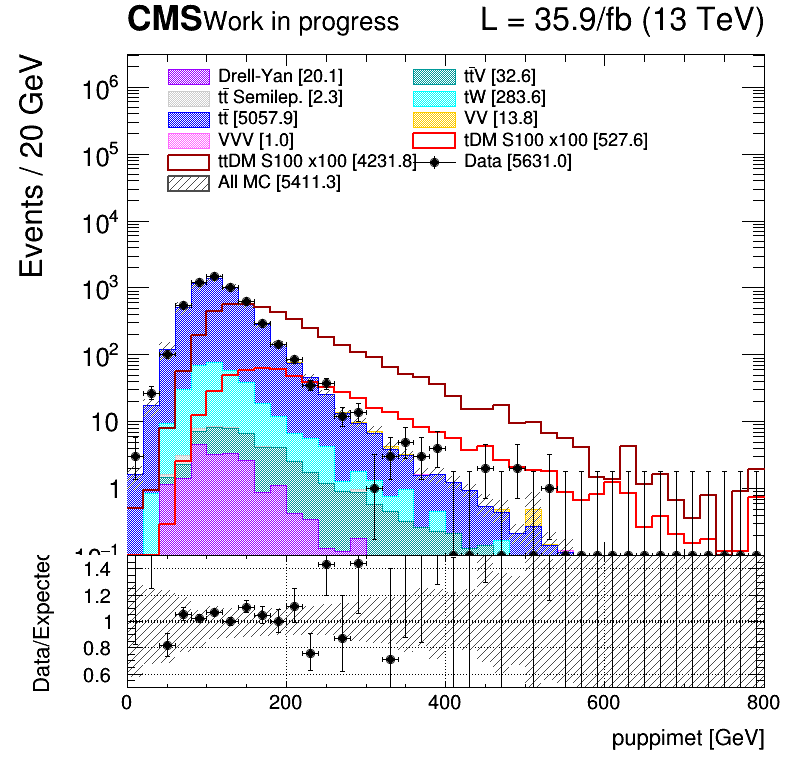 CMS Work in progress L = 35.9/fb (13 TeV)
Events / 20 GeV
Drell-Yan [20.1] tt̄V [32.6]
tt̄ Semilep. [2.3] tW [283.6]
tt̄ [5057.9] VV [13.8]
VVV [1.0] tDM S100 x100 [527.6]
ttDM S100 x100 [4231.8] Data [5631.0]
All MC [5411.3]
10⁶
10⁵
10⁴
10³
10²
10
1
10⁻¹
Data/Expected
1.4
1.2
1
0.8
0.6
0 200 400 600 800
puppimet [GeV]